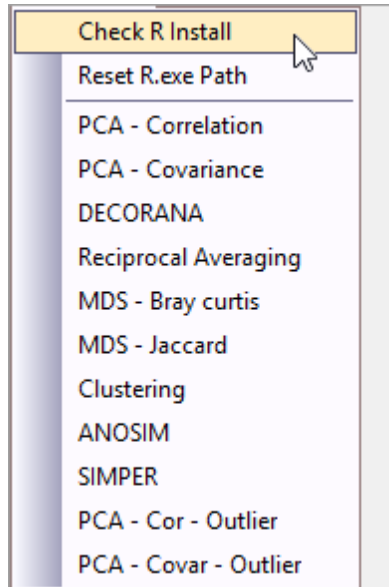 Check R Install
Reset R.exe Path
PCA - Correlation
PCA - Covariance
DECORANA
Reciprocal Averaging
MDS - Bray curtis
MDS - Jaccard
Clustering
ANOSIM
SIMPER
PCA - Cor - Outlier
PCA - Covar - Outlier